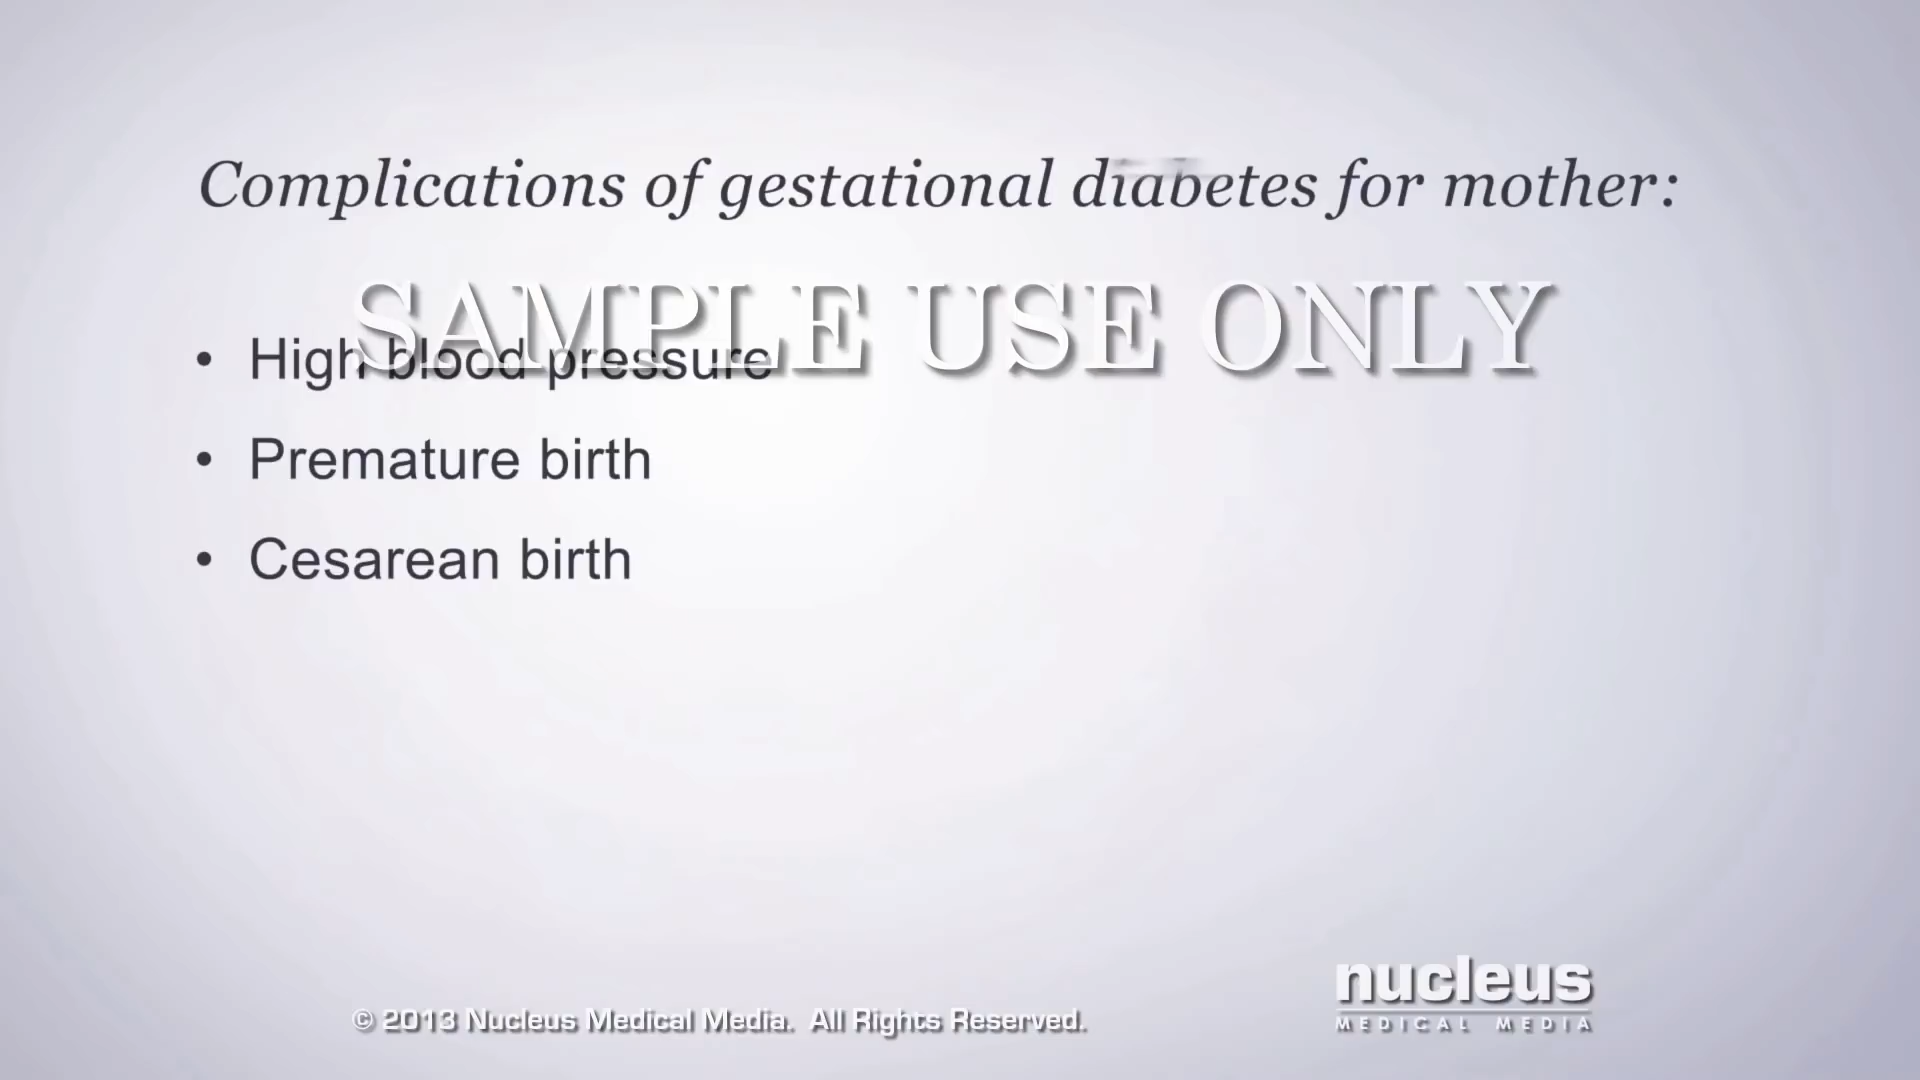 Complications of gestational diabetes for mother:
SAMPLE USE ONLY
• High blood pressure
• Premature birth
• Cesarean birth
nucleus
MEDICAL MEDIA
© 2013 Nucleus Medical Media. All Rights Reserved.